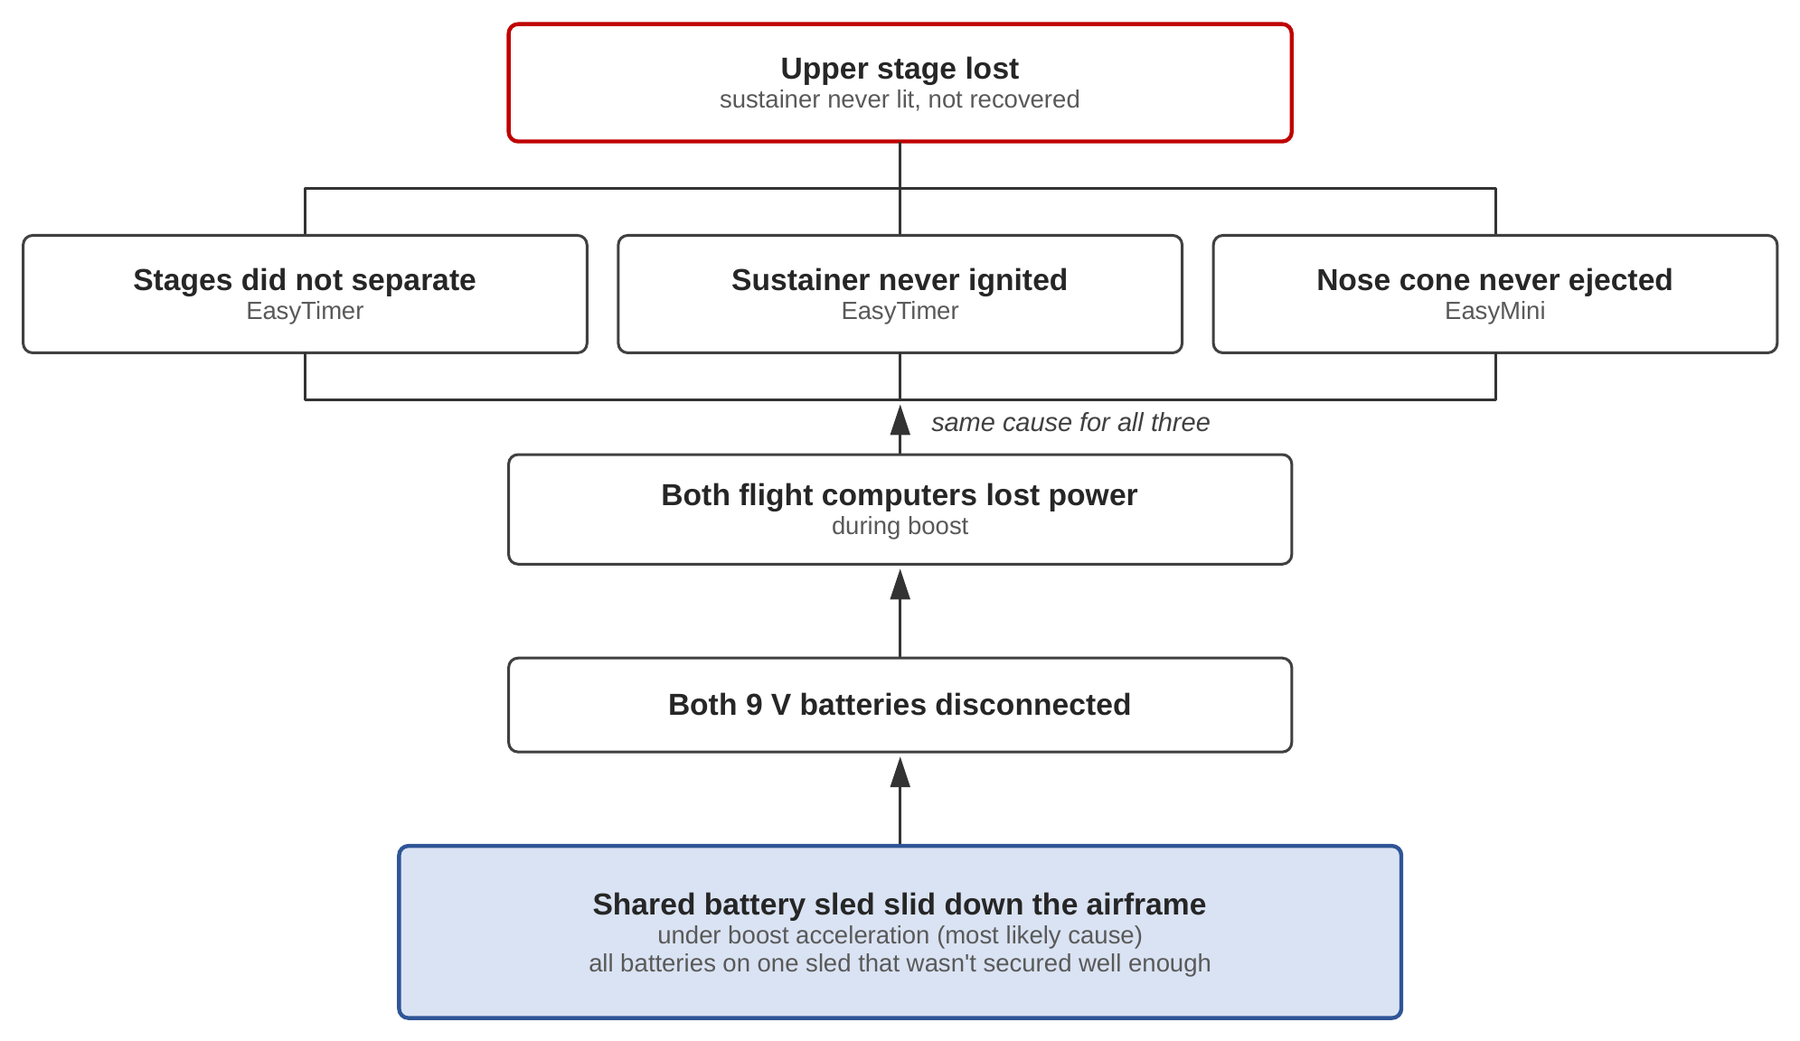 Upper stage lost
sustainer never lit, not recovered
Stages did not separate
EasyTimer
Sustainer never ignited
EasyTimer
Nose cone never ejected
EasyMini
same cause for all three
Both flight computers lost power
during boost
Both 9 V batteries disconnected
Shared battery sled slid down the airframe
under boost acceleration (most likely cause)
all batteries on one sled that wasn't secured well enough